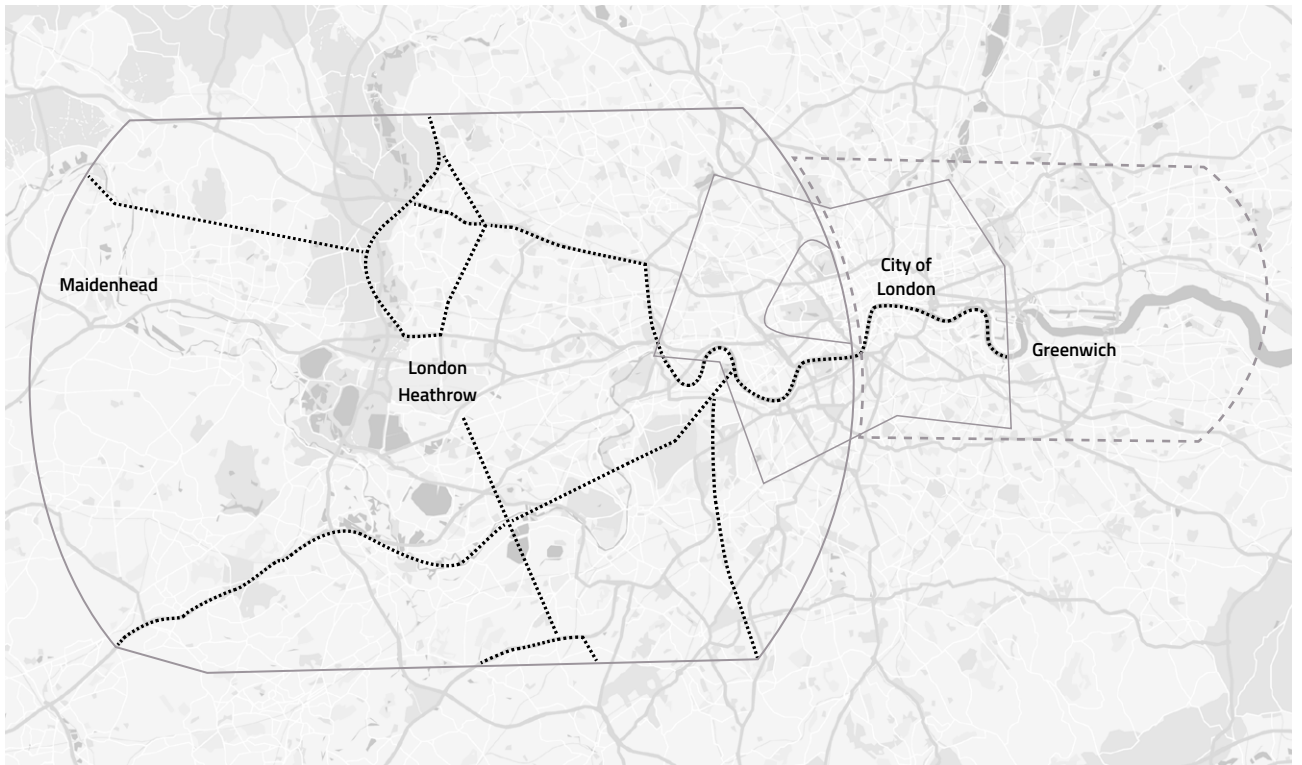 City of
London
Maidenhead
Greenwich
London
Heathrow